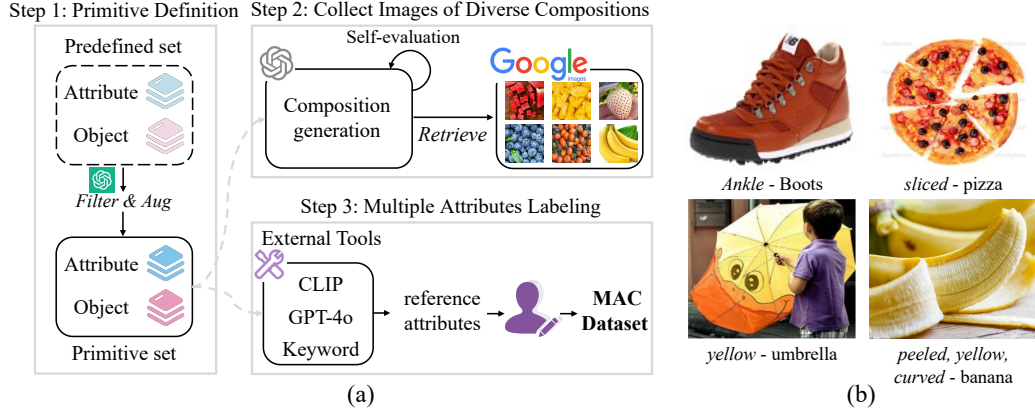 Step 1: Primitive Definition
Predefined set
Attribute
Object
Filter & Aug
Attribute
Object
Primitive set
Step 2: Collect Images of Diverse Compositions
Self-evaluation
Composition
generation
Retrieve
Google
images
Step 3: Multiple Attributes Labeling
External Tools
CLIP
GPT-4o
Keyword
reference
attributes
MAC
Dataset
(a)
Ankle - Boots
sliced - pizza
yellow - umbrella
peeled, yellow,
curved - banana
(b)